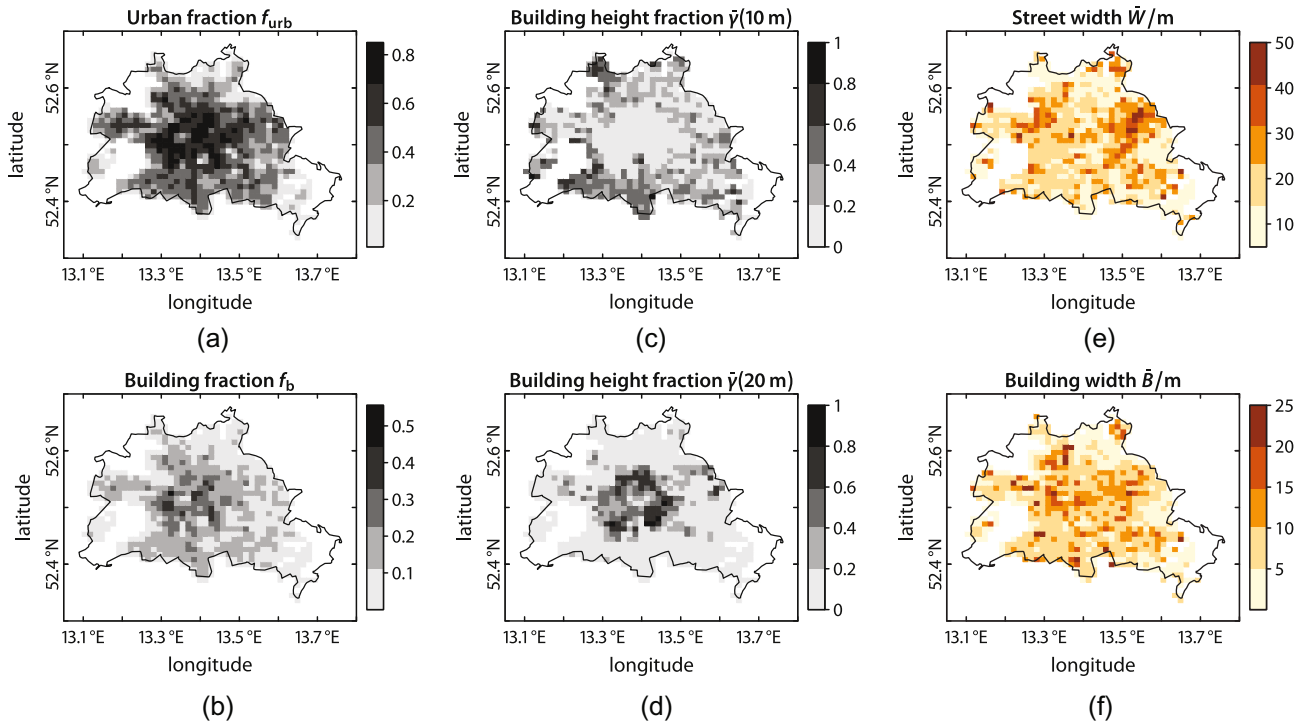 Urban fraction f_urb
0.8
0.6
0.4
0.2
52.6 °N
52.4 °N
latitude
13.1 °E 13.3 °E 13.5 °E 13.7 °E
longitude
(a)
Building height fraction γ̄(10 m)
1
0.8
0.6
0.4
0.2
0
52.6 °N
52.4 °N
latitude
13.1 °E 13.3 °E 13.5 °E 13.7 °E
longitude
(c)
Street width W̄/m
50
40
30
20
10
52.6 °N
52.4 °N
latitude
13.1 °E 13.3 °E 13.5 °E 13.7 °E
longitude
(e)
Building fraction f_b
0.5
0.4
0.3
0.2
0.1
52.6 °N
52.4 °N
latitude
13.1 °E 13.3 °E 13.5 °E 13.7 °E
longitude
(b)
Building height fraction γ̄(20 m)
1
0.8
0.6
0.4
0.2
0
52.6 °N
52.4 °N
latitude
13.1 °E 13.3 °E 13.5 °E 13.7 °E
longitude
(d)
Building width B̄/m
25
20
15
10
5
52.6 °N
52.4 °N
latitude
13.1 °E 13.3 °E 13.5 °E 13.7 °E
longitude
(f)